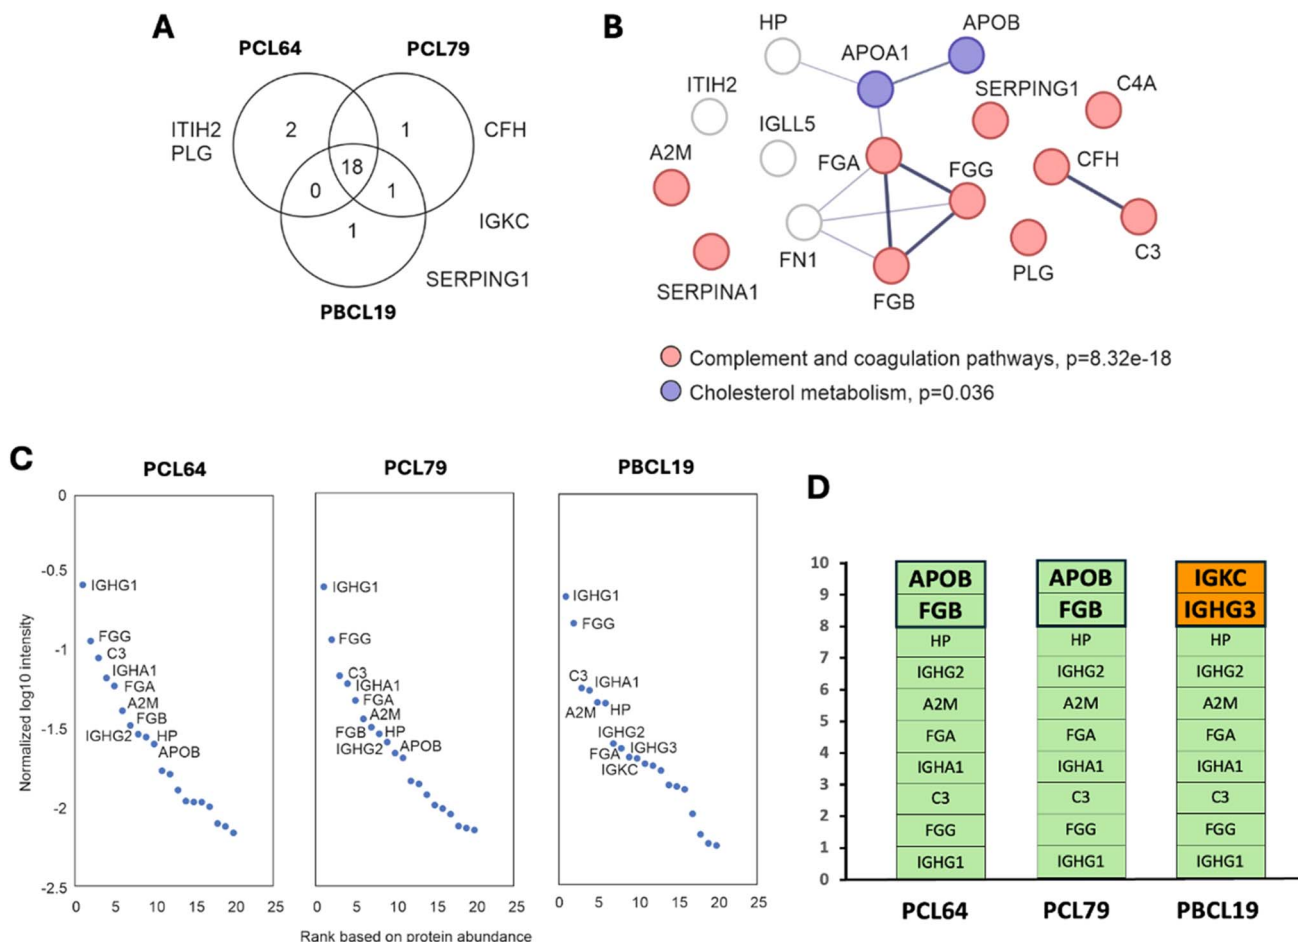 A
PCL64
PCL79
ITIH2
PLG
2
1
CFH
18
0
1
IGKC
1
SERPING1
PBCL19
B
HP
APOB
APOA1
ITIH2
SERPING1
C4A
IGLL5
A2M
FGA
FGG
CFH
FN1
PLG
C3
SERPINA1
FGB
Complement and coagulation pathways, p=8.32e-18
Cholesterol metabolism, p=0.036
C
PCL64
PCL79
PBCL19
Normalized log10 intensity
0
-0.5
-1
-1.5
-2
-2.5
IGHG1
FGG
C3
IGHA1
FGA
A2M
FGB
IGHG2
HP
APOB
0 5 10 15 20 25
IGHG1
FGG
C3
IGHA1
FGA
A2M
FGB
HP
IGHG2
APOB
0 5 10 15 20 25
IGHG1
FGG
C3
IGHA1
A2M
HP
IGHG2
FGA
IGHG3
IGKC
0 5 10 15 20 25
Rank based on protein abundance
D
10
9
8
7
6
5
4
3
2
1
0
APOB
FGB
HP
IGHG2
A2M
FGA
IGHA1
C3
FGG
IGHG1
PCL64
APOB
FGB
HP
IGHG2
A2M
FGA
IGHA1
C3
FGG
IGHG1
PCL79
IGKC
IGHG3
HP
IGHG2
A2M
FGA
IGHA1
C3
FGG
IGHG1
PBCL19